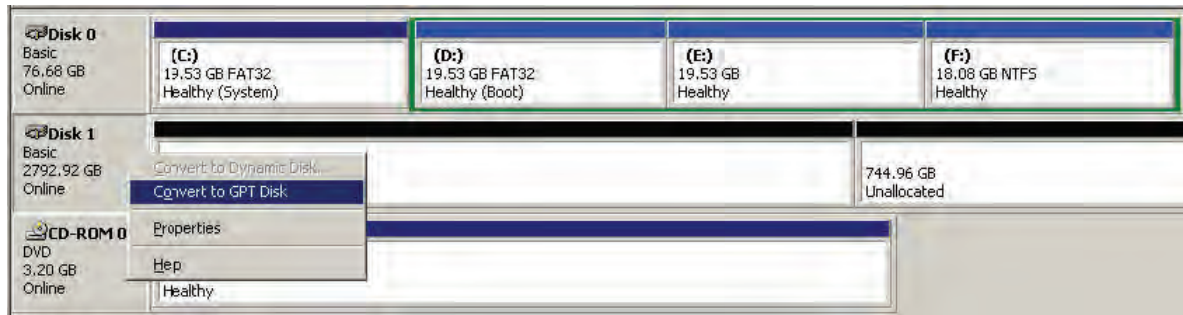 Disk 0
Basic
76.68 GB
Online
(C:)
19.53 GB FAT32
Healthy (System)
(D:)
19.53 GB FAT32
Healthy (Boot)
(E:)
19.53 GB
Healthy
(F:)
18.08 GB NTFS
Healthy
Disk 1
Basic
2792.92 GB
Online
744.96 GB
Unallocated
Convert to Dynamic Disk...
Convert to GPT Disk
Properties
Help
CD-ROM 0
DVD
3.20 GB
Online
Healthy